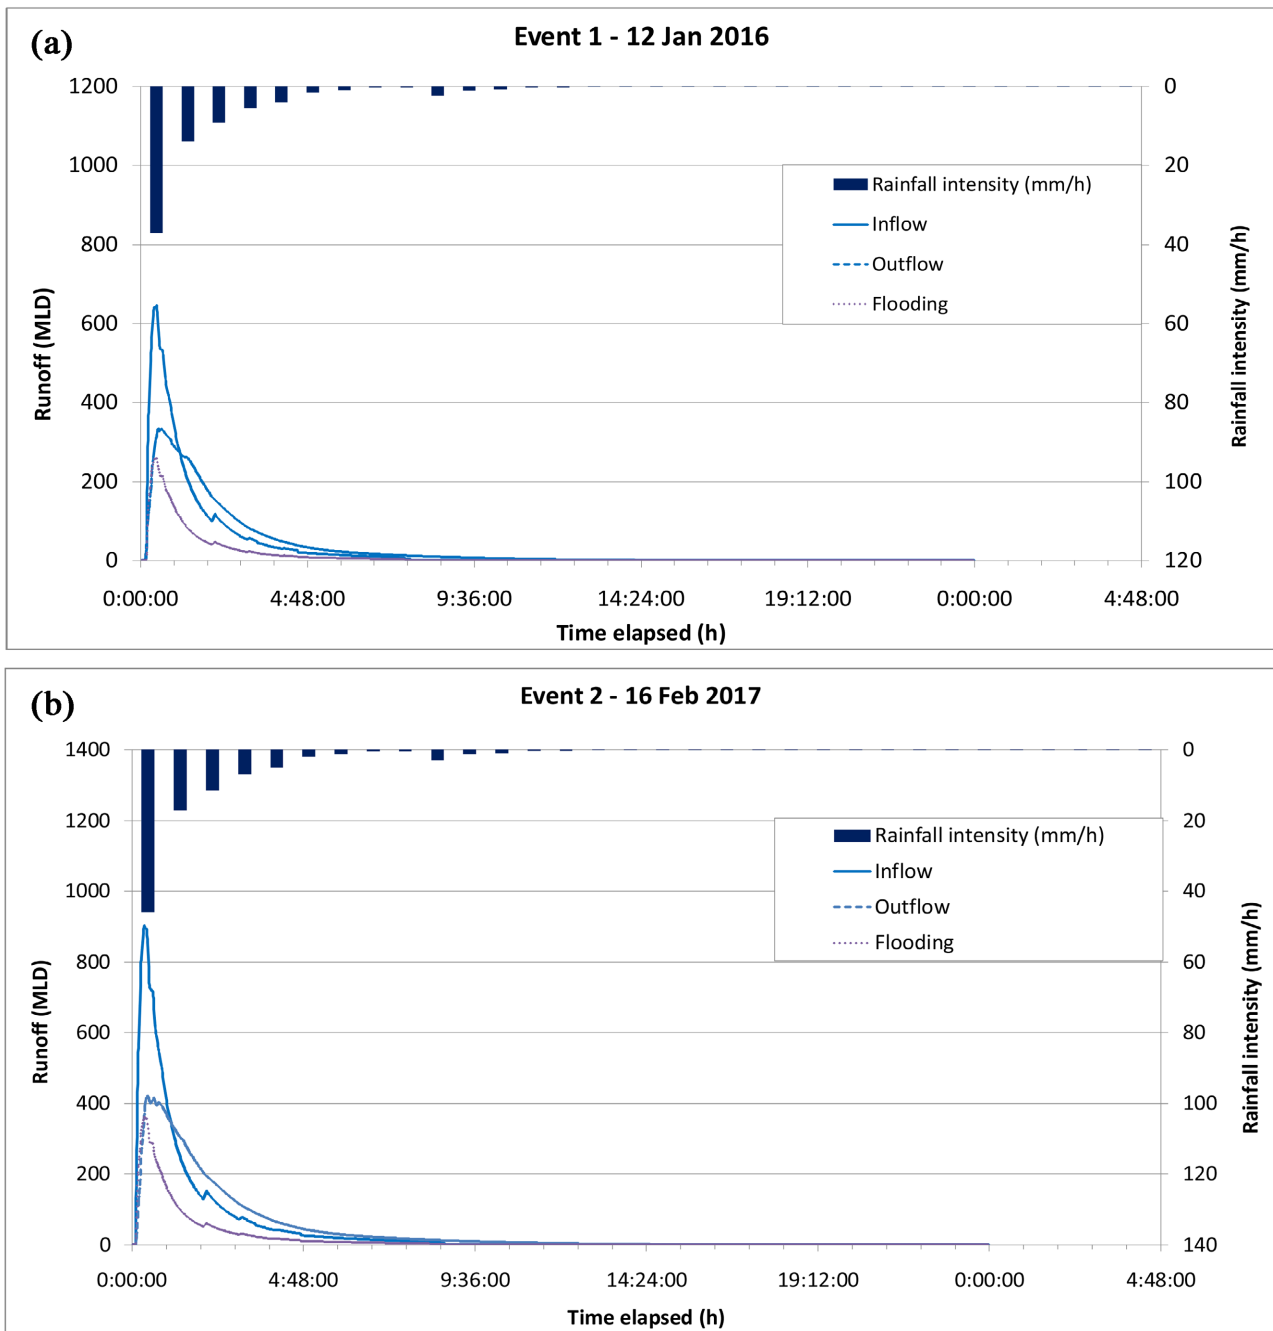 (a)
Event 1 - 12 Jan 2016
1200
1000
800
600
400
200
0
0
20
40
60
80
100
120
Runoff (MLD)
Rainfall intensity (mm/h)
Rainfall intensity (mm/h)
Inflow
Outflow
Flooding
0:00:00
4:48:00
9:36:00
14:24:00
19:12:00
0:00:00
4:48:00
Time elapsed (h)
(b)
Event 2 - 16 Feb 2017
1400
1200
1000
800
600
400
200
0
0
20
40
60
80
100
120
140
Runoff (MLD)
Rainfall intensity (mm/h)
Rainfall intensity (mm/h)
Inflow
Outflow
Flooding
0:00:00
4:48:00
9:36:00
14:24:00
19:12:00
0:00:00
4:48:00
Time elapsed (h)